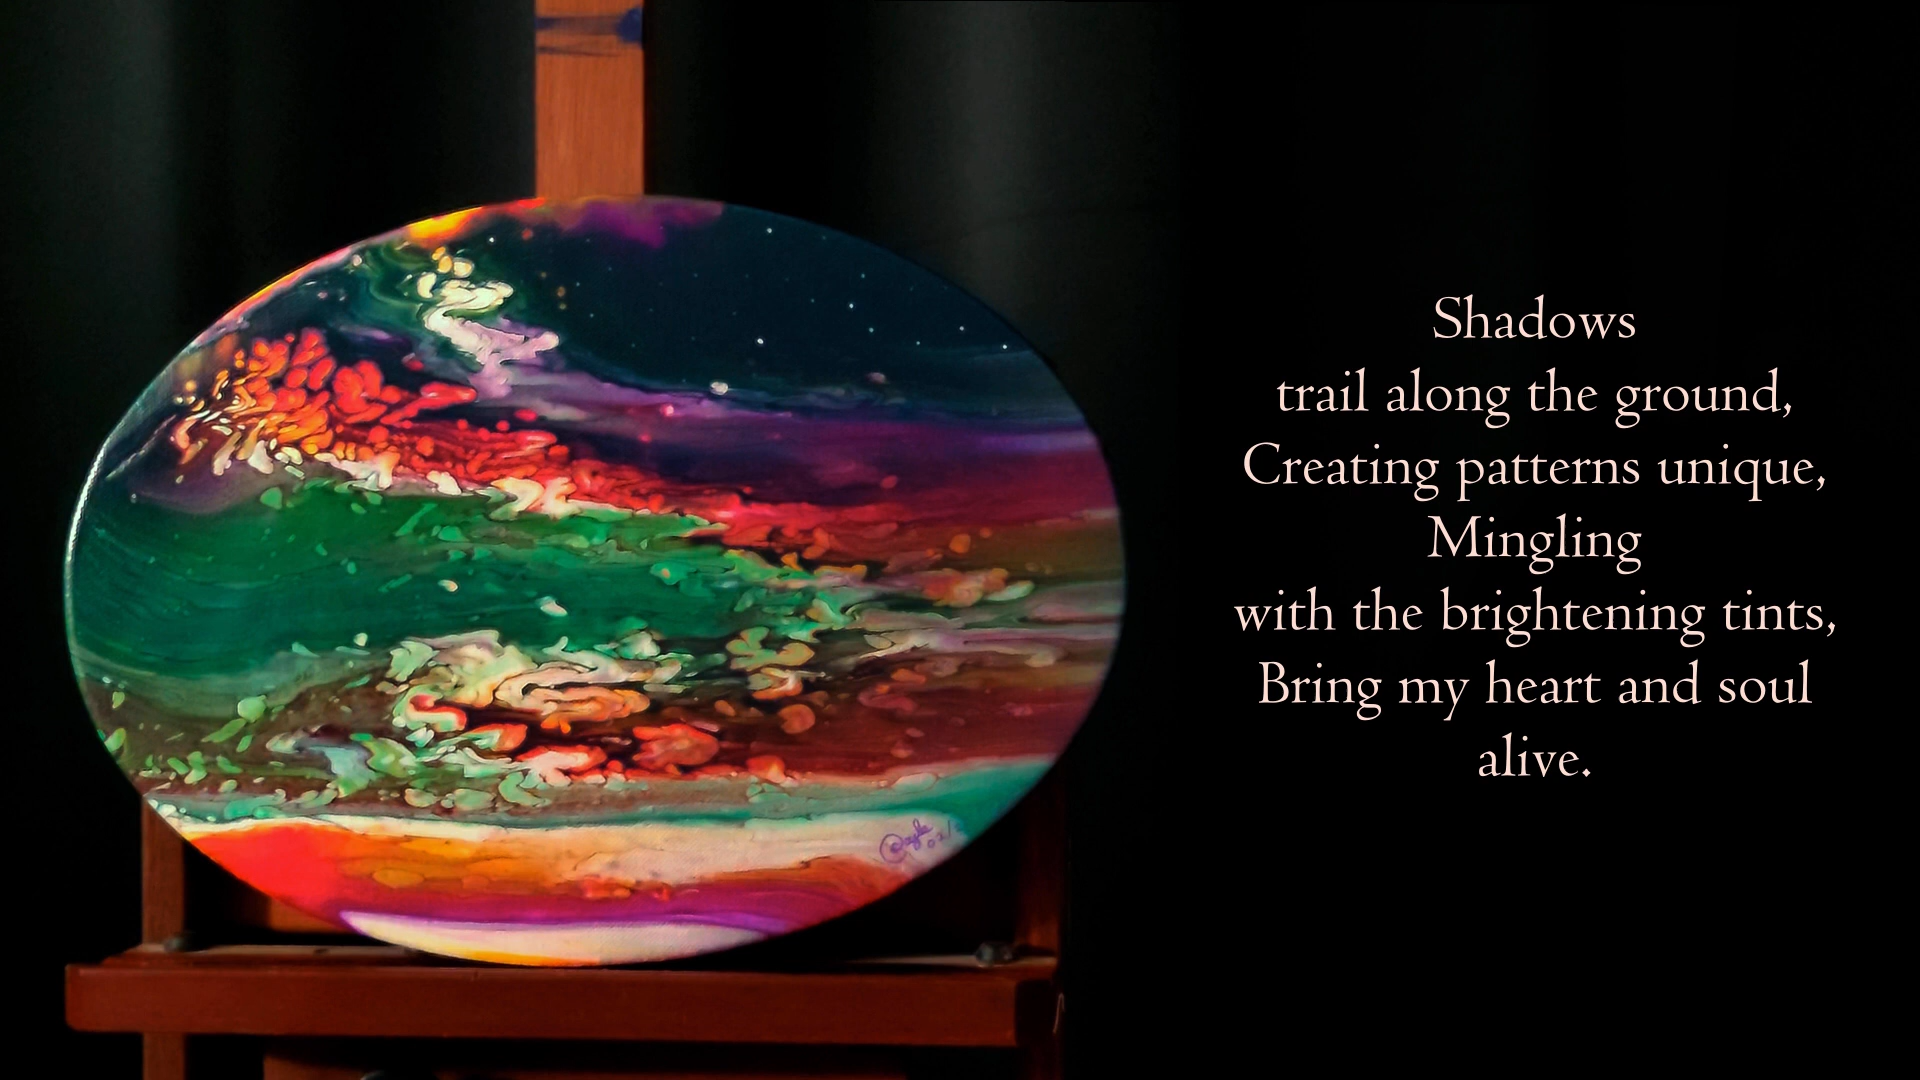 Shadows
trail along the ground,
Creating patterns unique,
Mingling
with the brightening tints,
Bring my heart and soul
alive.